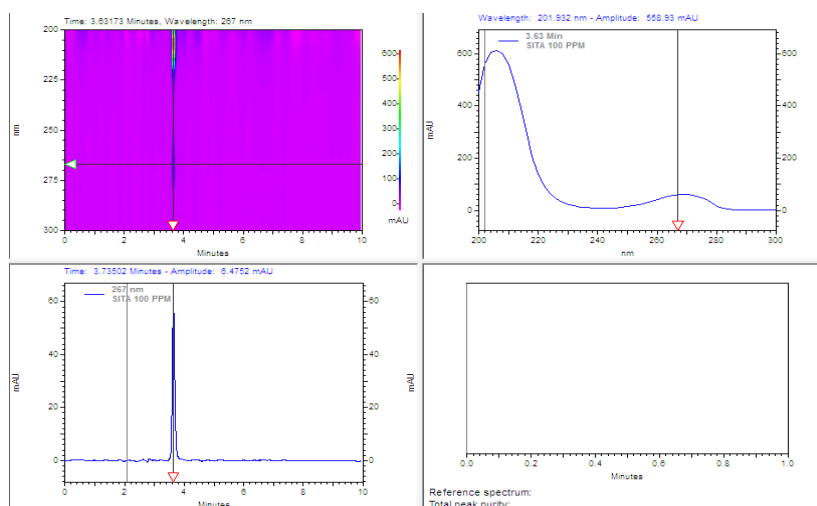 Time: 3.63173 Minutes, Wavelength: 267 nm
200
225
250
275
300
nm
0 2 4 6 8 10
Minutes
600
500
400
300
200
100
0
mAU
Wavelength: 201.932 nm - Amplitude: 558.93 mAU
3.63 Min
SITA 100 PPM
600 600
400 400
200 200
0 0
mAU mAU
200 220 240 260 280 300
nm
Time: 3.73502 Minutes - Amplitude: 6.4752 mAU
267 nm
SITA 100 PPM
60 60
40 40
20 20
0 0
mAU mAU
0 2 4 6 8 10
Minutes
mAU
0.0 0.2 0.4 0.6 0.8 1.0
Minutes
Reference spectrum:
Total peak purity: